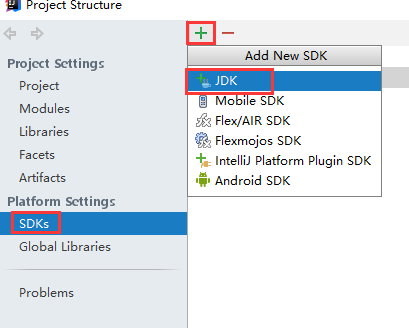 Project Structure
Add New SDK
Project Settings
Project
Modules
Libraries
Facets
Artifacts
Platform Settings
SDKs
Global Libraries
Problems
JDK
Mobile SDK
Flex/AIR SDK
Flexmojos SDK
IntelliJ Platform Plugin SDK
Android SDK